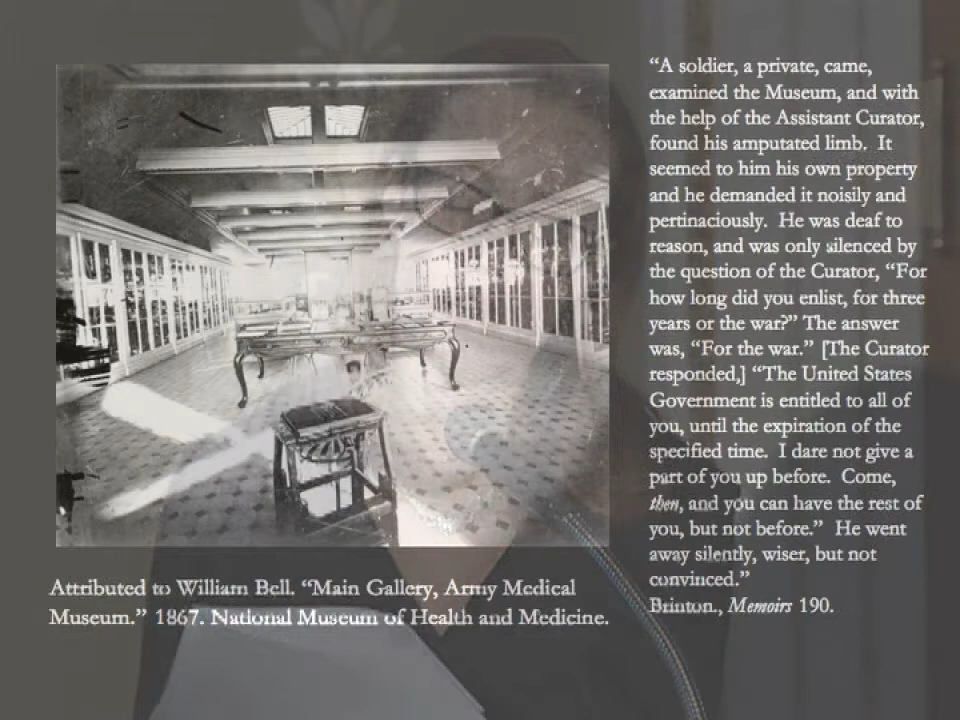 “A soldier, a private, came,
examined the Museum, and with
the help of the Assistant Curator,
found his amputated limb.  It
seemed to him his own property
and he demanded it noisily and
pertinaciously.  He was deaf to
reason, and was only silenced by
the question of the Curator, “For
how long did you enlist, for three
years or the war?” The answer
was, “For the war.”  [The Curator
responded,] “The United States
Government is entitled to all of
you, until the expiration of the
specified time.  I dare not give a
part of you up before.  Come,
then, and you can have the rest of
you, but not before.”  He went
away silently, wiser, but not
convinced.”
Brinton., Memoirs 190.
Attributed to William Bell. “Main Gallery, Army Medical
Museum.” 1867. National Museum of Health and Medicine.